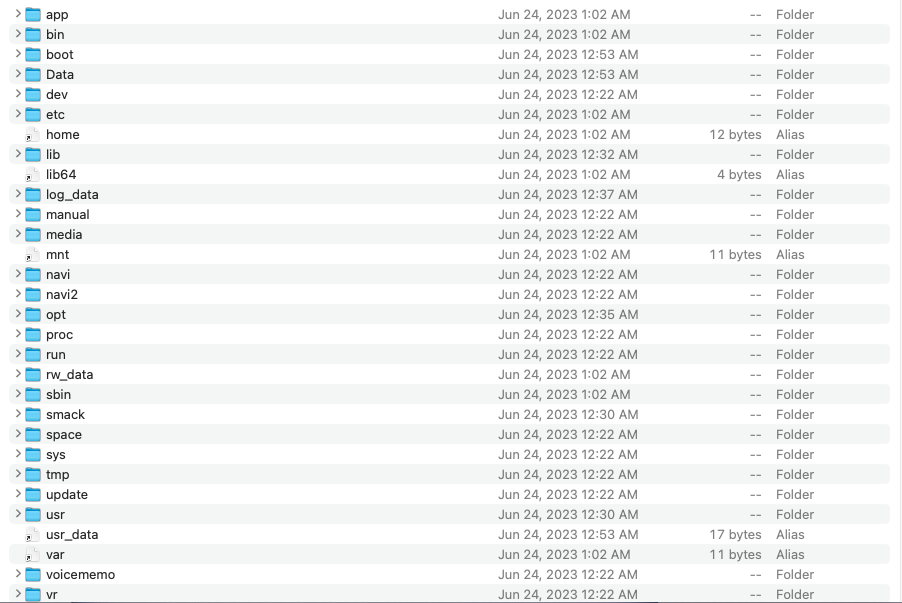 app Jun 24, 2023 1:02 AM -- Folder
bin Jun 24, 2023 1:02 AM -- Folder
boot Jun 24, 2023 12:53 AM -- Folder
Data Jun 24, 2023 12:53 AM -- Folder
dev Jun 24, 2023 12:22 AM -- Folder
etc Jun 24, 2023 1:02 AM -- Folder
home Jun 24, 2023 1:02 AM 12 bytes Alias
lib Jun 24, 2023 12:32 AM -- Folder
lib64 Jun 24, 2023 1:02 AM 4 bytes Alias
log_data Jun 24, 2023 12:37 AM -- Folder
manual Jun 24, 2023 12:22 AM -- Folder
media Jun 24, 2023 12:22 AM -- Folder
mnt Jun 24, 2023 1:02 AM 11 bytes Alias
navi Jun 24, 2023 12:22 AM -- Folder
navi2 Jun 24, 2023 12:22 AM -- Folder
opt Jun 24, 2023 12:35 AM -- Folder
proc Jun 24, 2023 12:22 AM -- Folder
run Jun 24, 2023 12:22 AM -- Folder
rw_data Jun 24, 2023 1:02 AM -- Folder
sbin Jun 24, 2023 1:02 AM -- Folder
smack Jun 24, 2023 12:30 AM -- Folder
space Jun 24, 2023 12:22 AM -- Folder
sys Jun 24, 2023 12:22 AM -- Folder
tmp Jun 24, 2023 12:22 AM -- Folder
update Jun 24, 2023 12:22 AM -- Folder
usr Jun 24, 2023 12:30 AM -- Folder
usr_data Jun 24, 2023 12:53 AM 17 bytes Alias
var Jun 24, 2023 1:02 AM 11 bytes Alias
voicememo Jun 24, 2023 12:22 AM -- Folder
vr Jun 24, 2023 12:22 AM -- Folder